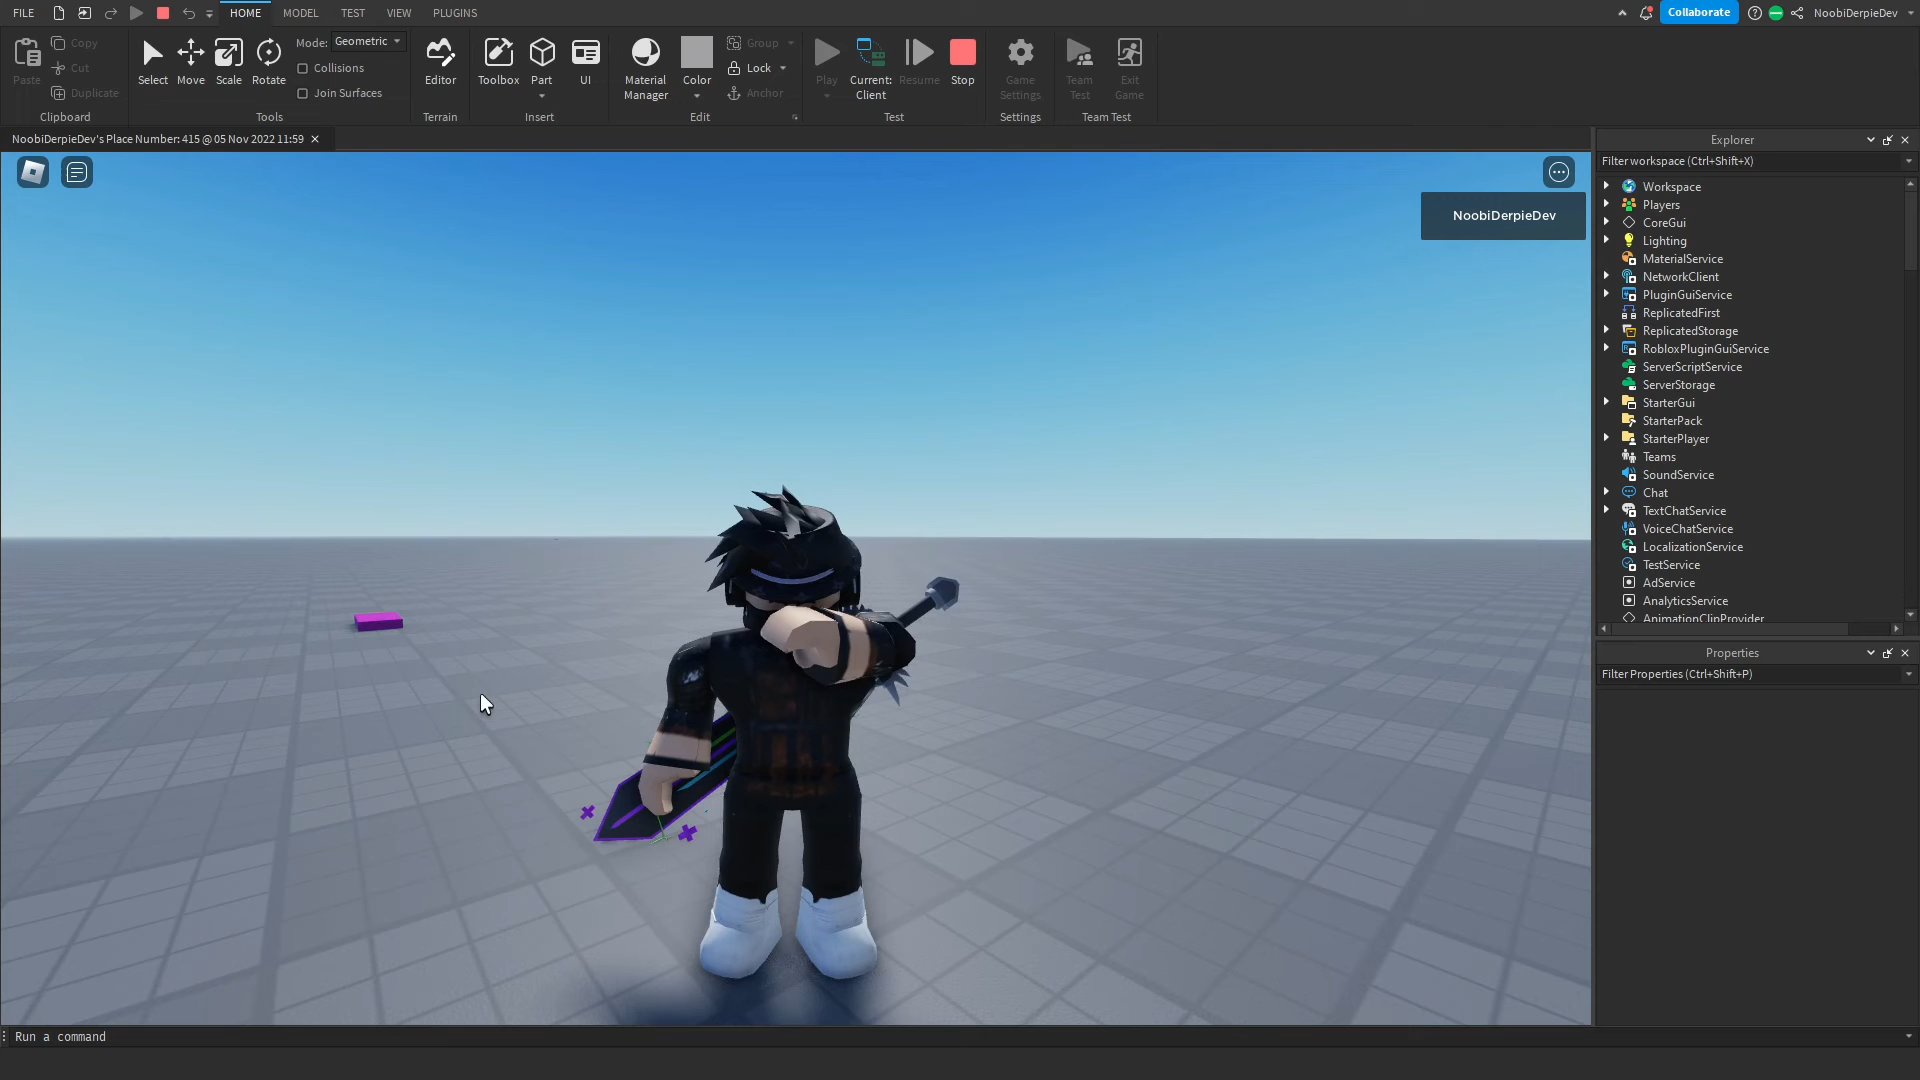 FILE HOME MODEL TEST VIEW PLUGINS Collaborate NoobiDerpieDev
Paste Copy Cut Duplicate
Clipboard
Select Move Scale Rotate
Mode: Geometric
Collisions
Join Surfaces
Tools
Editor
Terrain
Toolbox Part UI
Insert
Material Manager
Color
Group
Lock
Anchor
Edit
Play
Current: Client
Resume
Stop
Test
Game Settings
Settings
Team Test
Exit Game
Team Test
NoobiDerpieDev's Place Number: 415 @ 05 Nov 2022 11:59
NoobiDerpieDev
Explorer
Filter workspace (Ctrl+Shift+X)
Workspace
Players
CoreGui
Lighting
MaterialService
NetworkClient
PluginGuiService
ReplicatedFirst
ReplicatedStorage
RobloxPluginGuiService
ServerScriptService
ServerStorage
StarterGui
StarterPack
StarterPlayer
Teams
SoundService
Chat
TextChatService
VoiceChatService
LocalizationService
TestService
AdService
AnalyticsService
AnimationClipProvider
Properties
Filter Properties (Ctrl+Shift+P)
Run a command